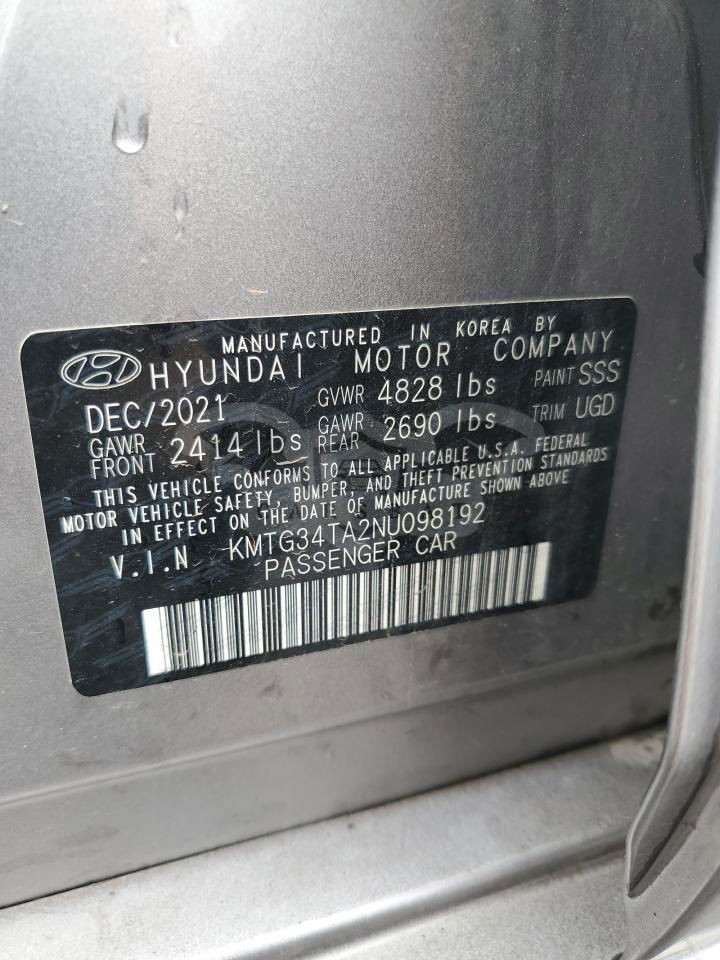 MANUFACTURED IN KOREA BY
HYUNDAI MOTOR COMPANY
DEC/2021 GVWR 4828 lbs PAINT SSS
GAWR FRONT 2414 lbs GAWR REAR 2690 lbs TRIM UGD
THIS VEHICLE CONFORMS TO ALL APPLICABLE U.S.A. FEDERAL
MOTOR VEHICLE SAFETY, BUMPER, AND THEFT PREVENTION STANDARDS
IN EFFECT ON THE DATE OF MANUFACTURE SHOWN ABOVE
V.I.N KMTG34TA2NU098192
PASSENGER CAR